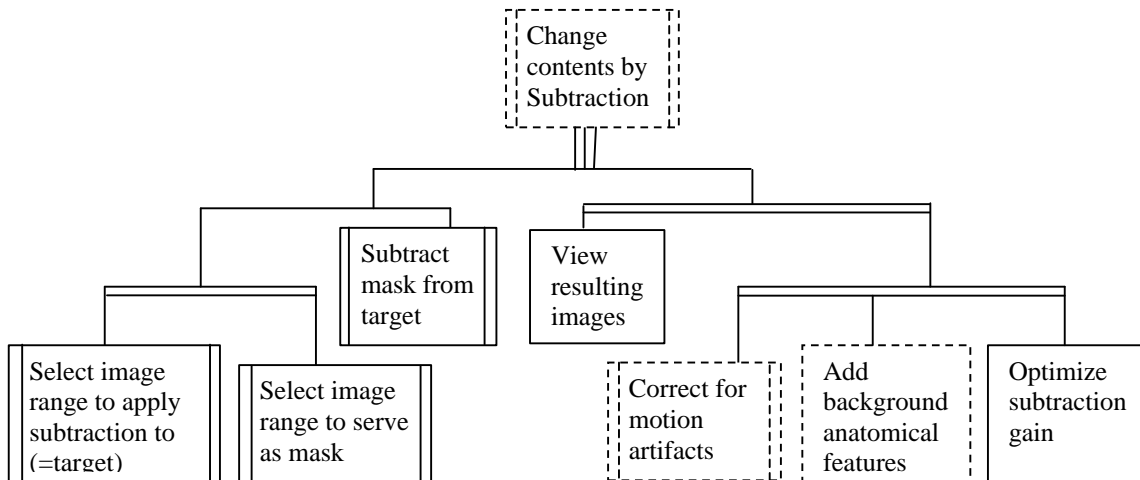 Change
contents by
Subtraction
Subtract
mask from
target
View
resulting
images
Select image
range to apply
subtraction to
(=target)
Select image
range to serve
as mask
Correct for
motion
artifacts
Add
background
anatomical
features
Optimize
subtraction
gain